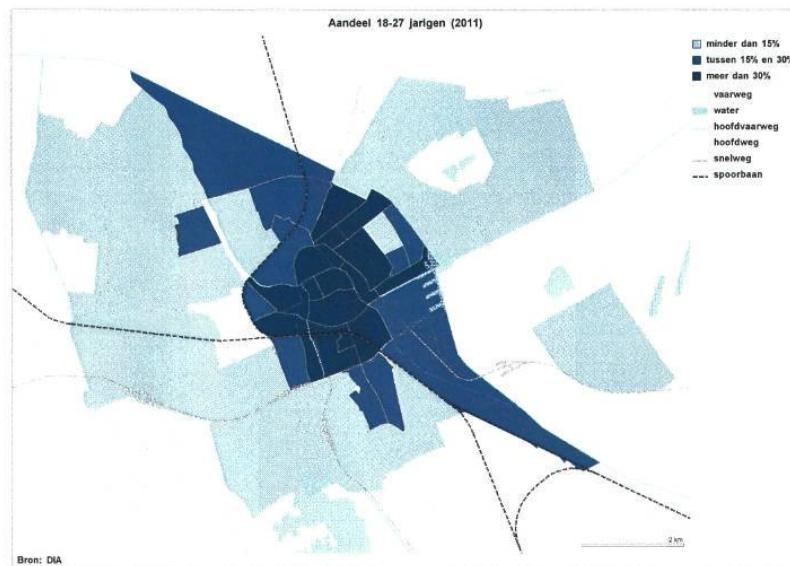 Aandeel 18-27 jarigen (2011)
minder dan 15%
tussen 15% en 30%
meer dan 30%
vaarweg
water
hoofdvaarweg
hoofdweg
snelweg
spoorbaan
2 km
Bron: DIA